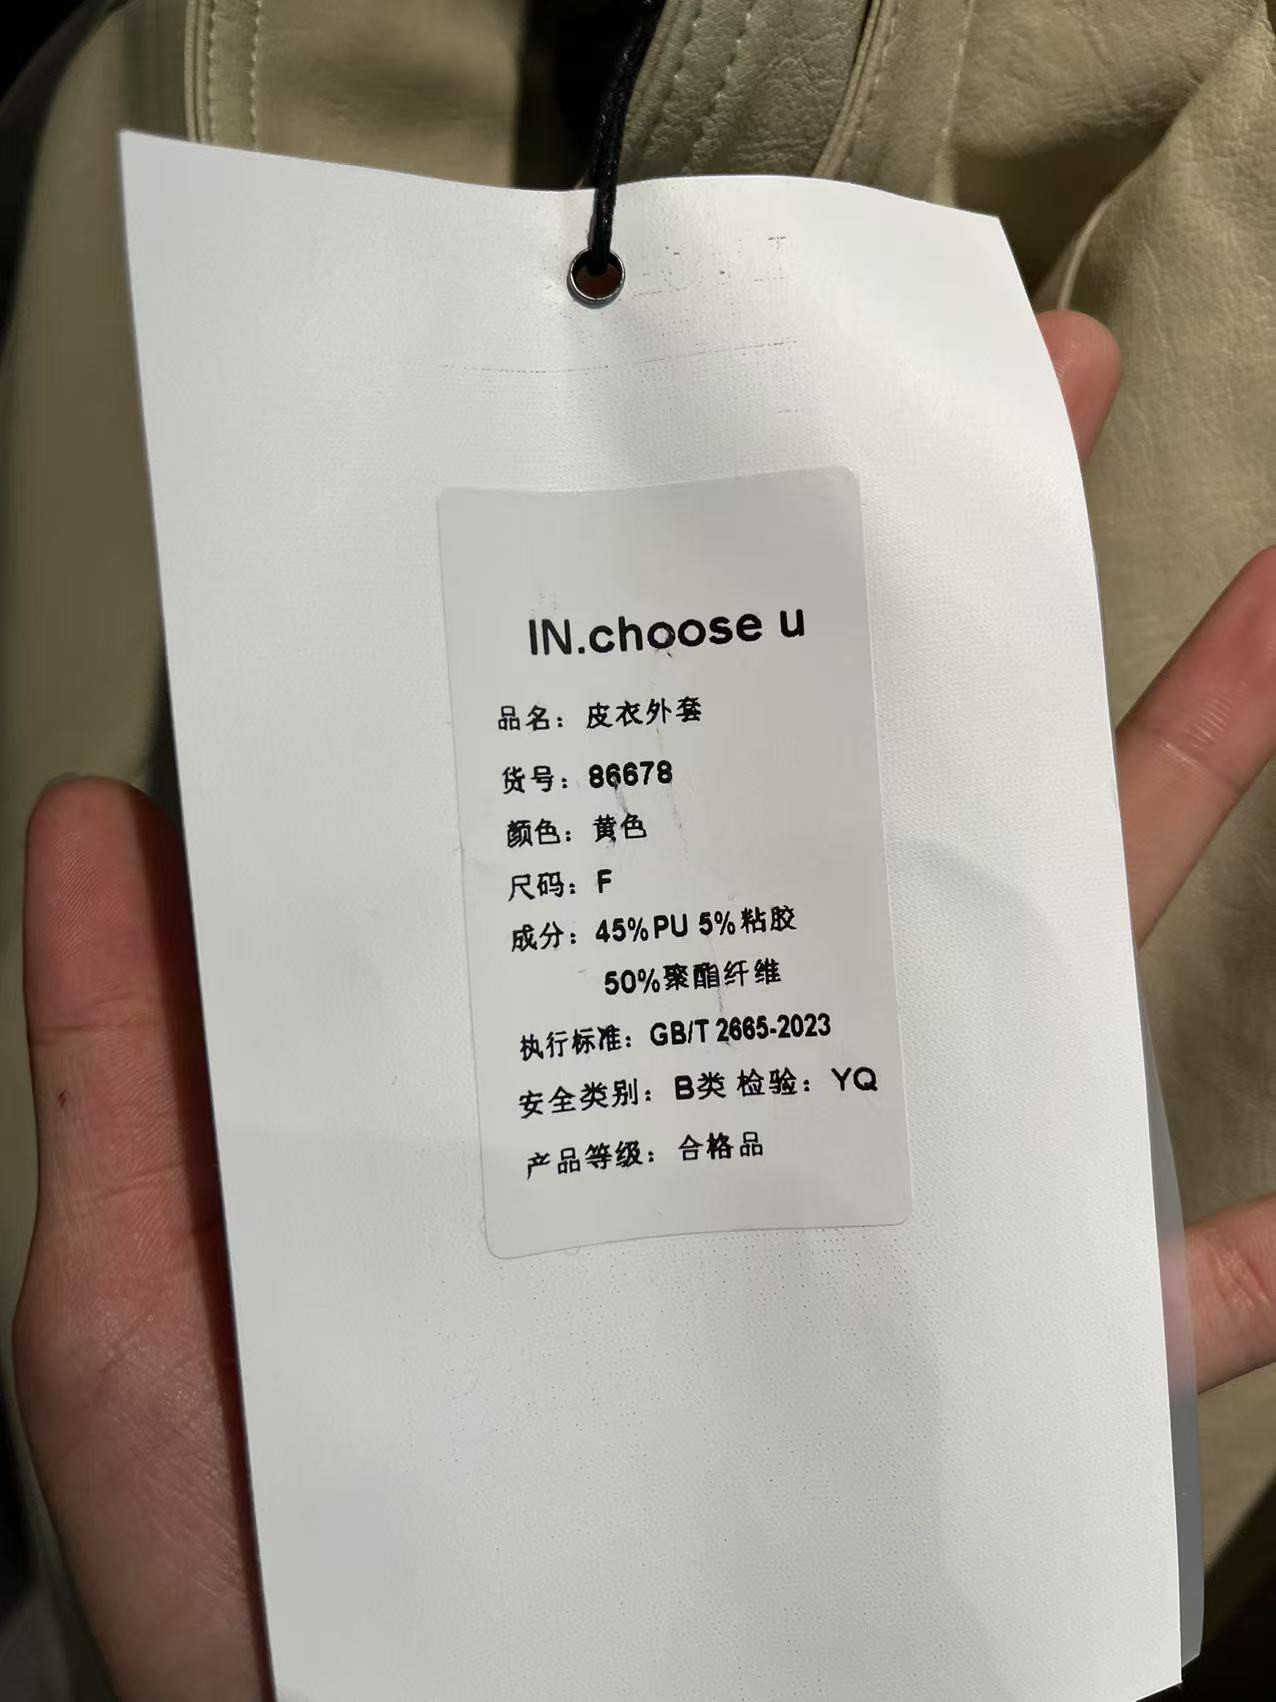 IN.choose u
品名：皮衣外套
货号：86678
颜色：黄色
尺码：F
成分：45%PU 5%粘胶
50%聚酯纤维
执行标准：GB/T 2665-2023
安全类别：B类 检验：YQ
产品等级：合格品